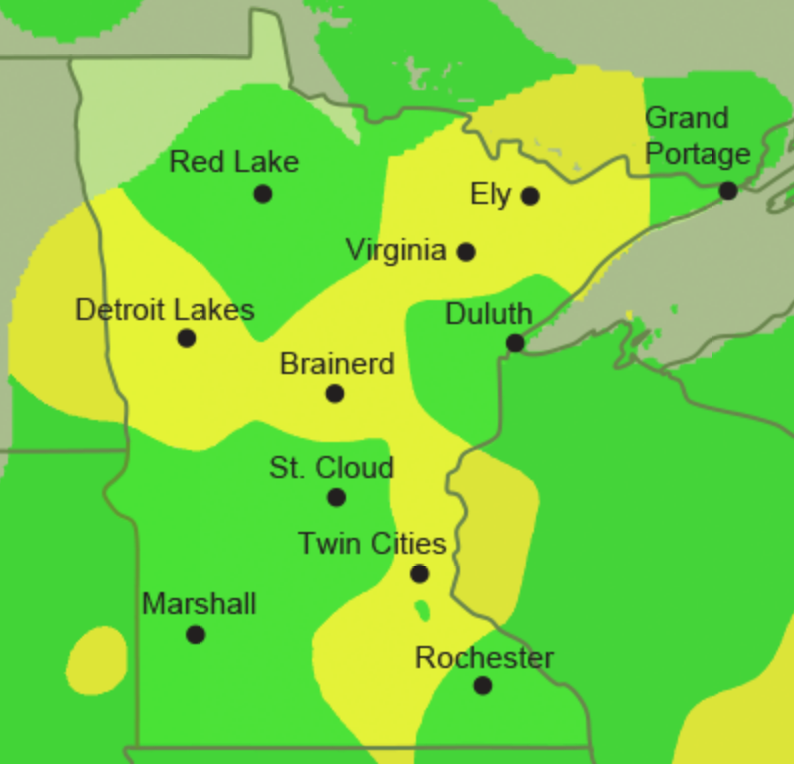 Grand
Portage
Red Lake
Ely
Virginia
Detroit Lakes
Duluth
Brainerd
St. Cloud
Twin Cities
Marshall
Rochester